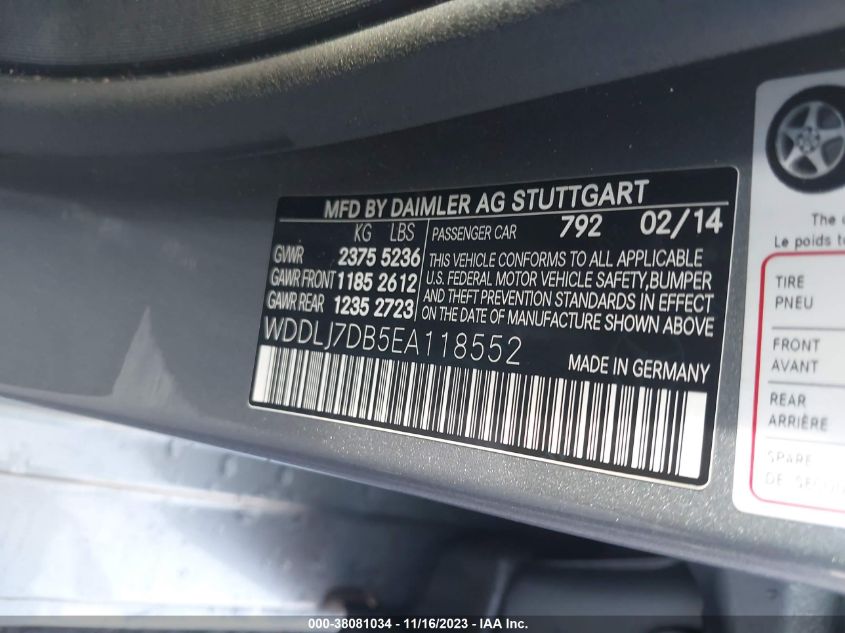 MFD BY DAIMLER AG STUTTGART
KG LBS
GVWR 2375 5236
GAWR FRONT 1185 2612
GAWR REAR 1235 2723
PASSENGER CAR 792 02/14
THIS VEHICLE CONFORMS TO ALL APPLICABLE
U.S. FEDERAL MOTOR VEHICLE SAFETY, BUMPER
AND THEFT PREVENTION STANDARDS IN EFFECT
ON THE DATE OF MANUFACTURE SHOWN ABOVE
WDDLJ7DB5EA118552
MADE IN GERMANY
The
Le poids
TIRE
PNEU
FRONT
AVANT
REAR
ARRIÈRE
SPARE
DE
000-38081034 - 11/16/2023 - IAA Inc.